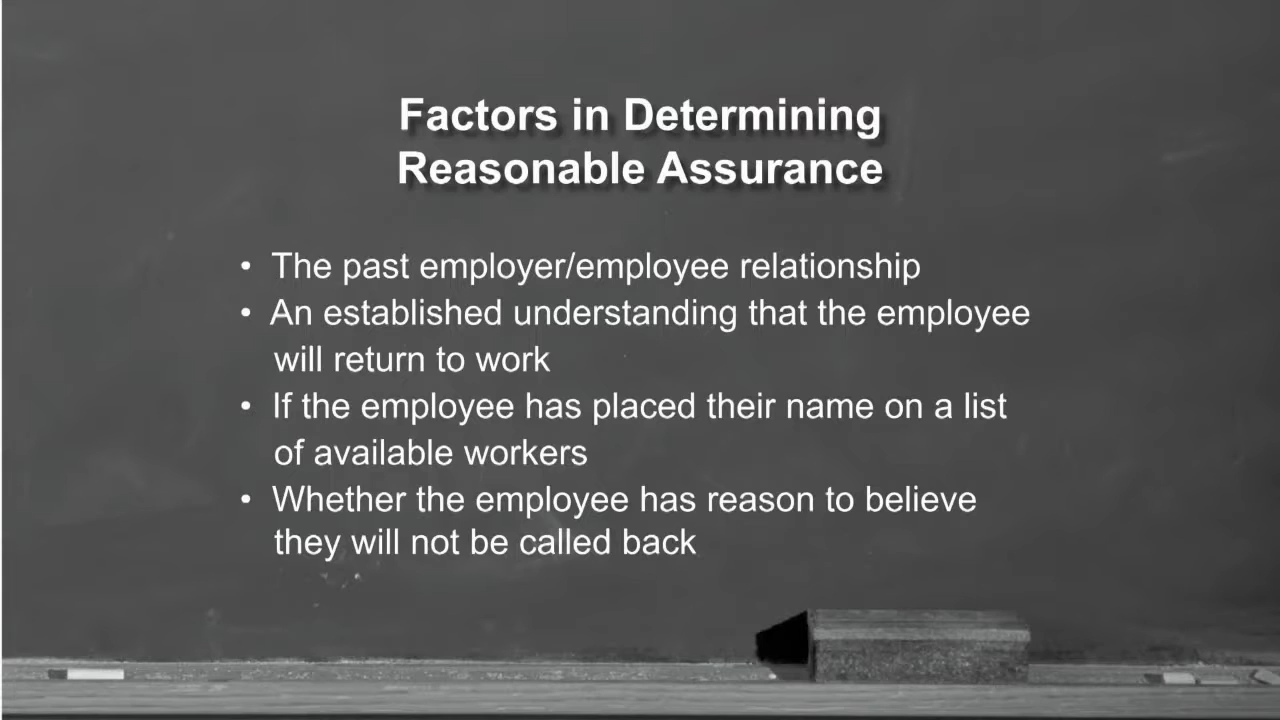 Factors in Determining
Reasonable Assurance
• The past employer/employee relationship
• An established understanding that the employee
will return to work
• If the employee has placed their name on a list
of available workers
• Whether the employee has reason to believe
they will not be called back